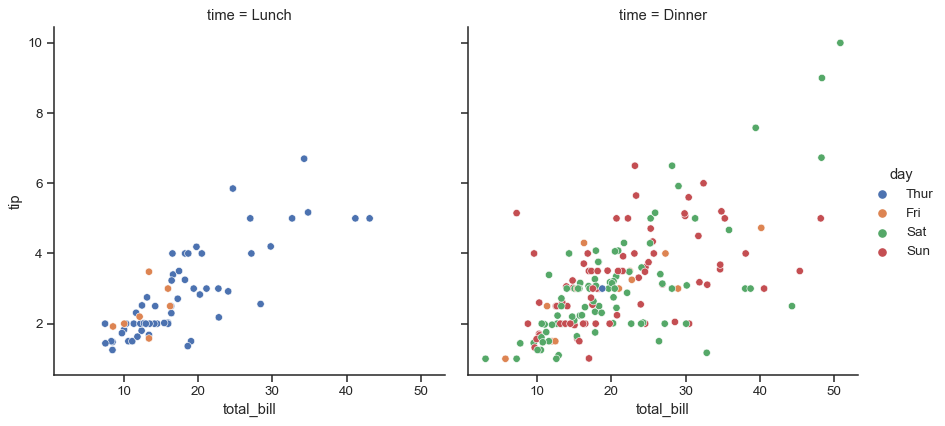 time = Lunch
time = Dinner
10
8
6
4
2
tip
10
20
30
40
50
total_bill
10
20
30
40
50
total_bill
day
Thur
Fri
Sat
Sun